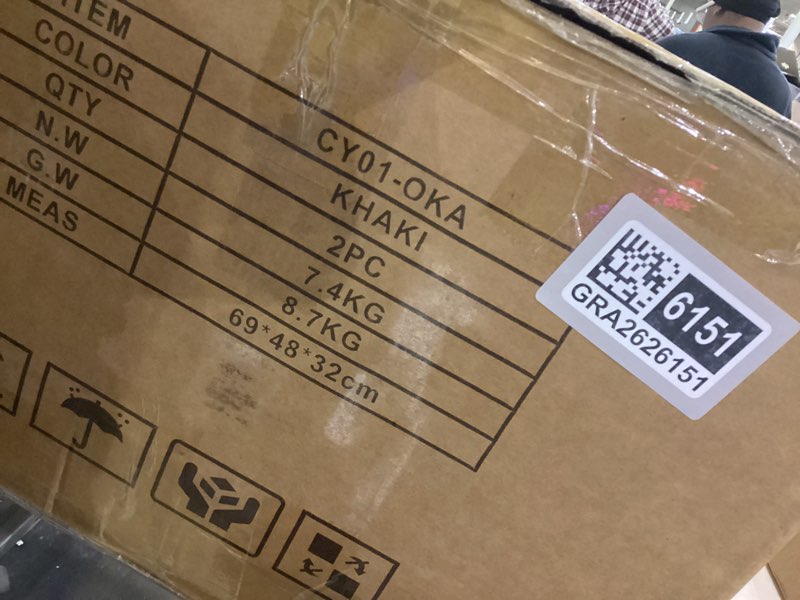 ITEM CY01-OKA
COLOR KHAKI
QTY 2PC
N.W 7.4KG
G.W 8.7KG
MEAS 69*48*32cm
6151
GRA2626151